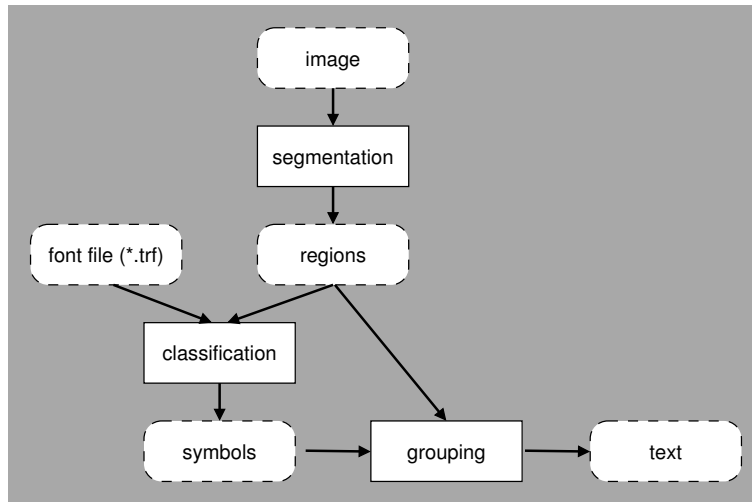 image
segmentation
font file (*.trf)
regions
classification
symbols
grouping
text